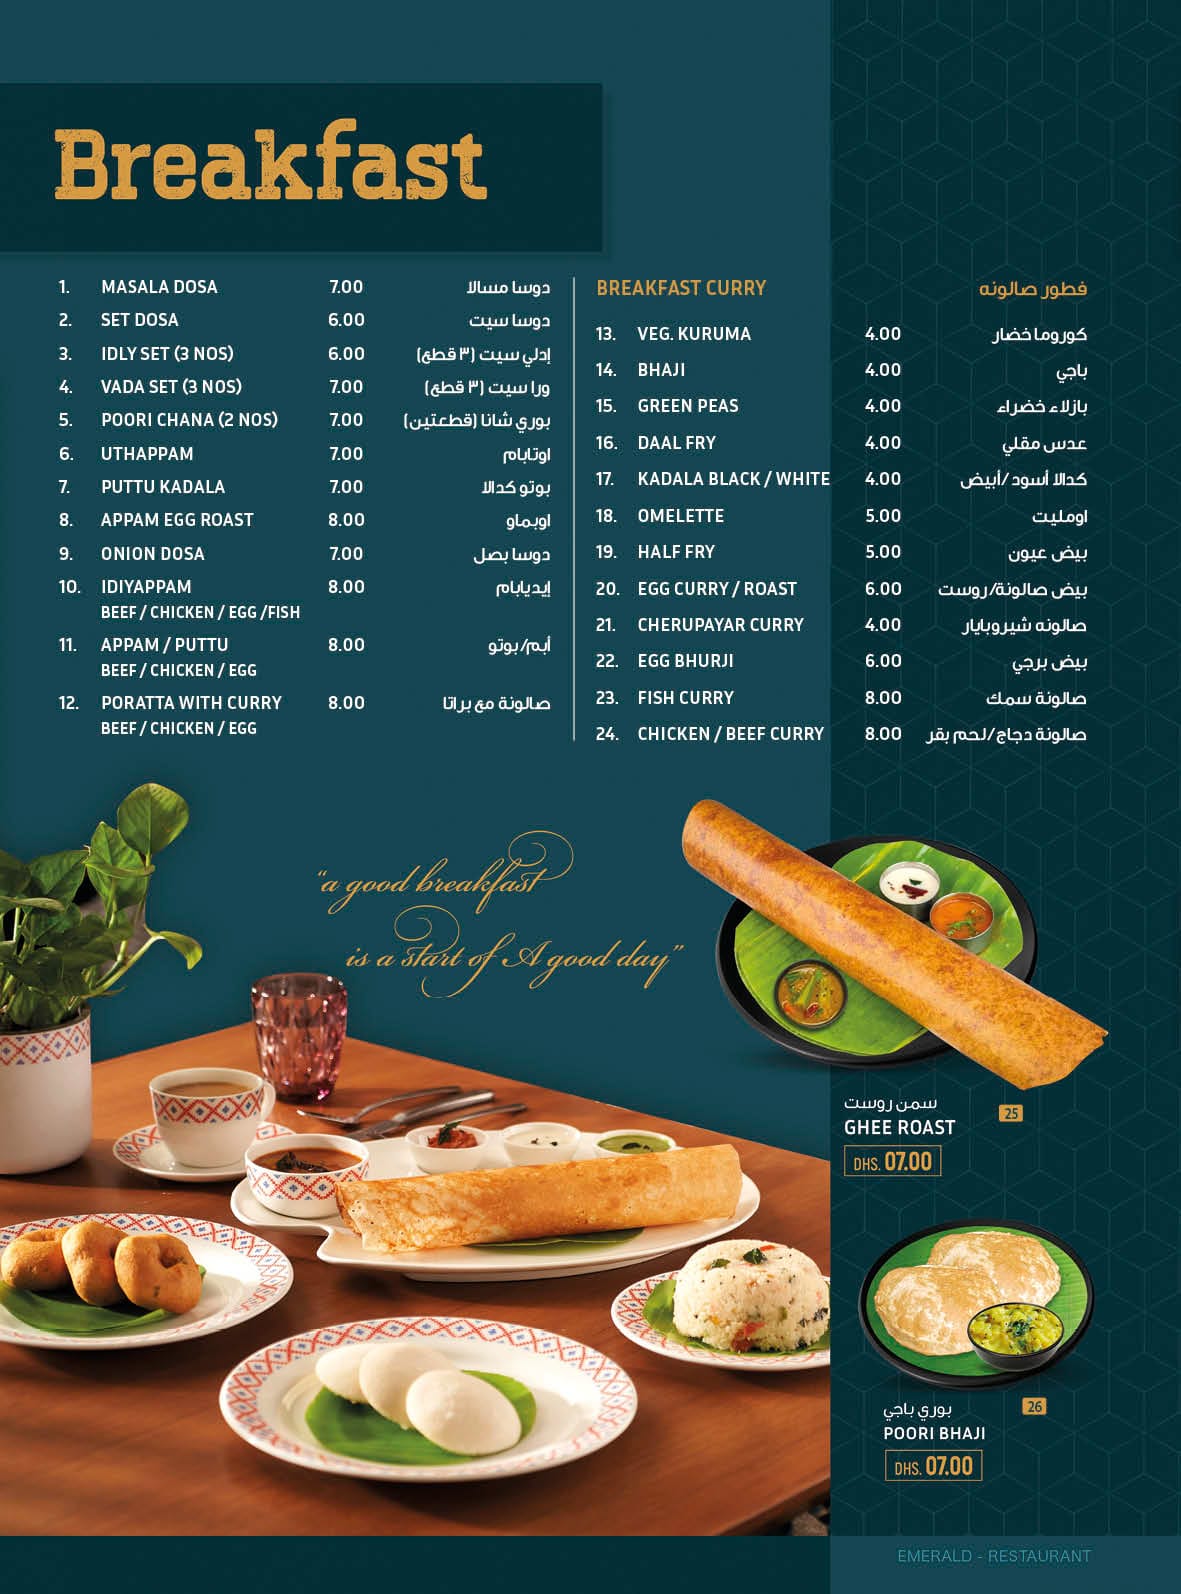 Breakfast
1. MASALA DOSA 7.00 دوسا مسالا
2. SET DOSA 6.00 دوسا سيت
3. IDLY SET (3 NOS) 6.00 إدلي سيت (٣ قطع)
4. VADA SET (3 NOS) 7.00 ورا سيت (٣ قطع)
5. POORI CHANA (2 NOS) 7.00 بوري شانا (قطعتين)
6. UTHAPPAM 7.00 اوتابام
7. PUTTU KADALA 7.00 بوتو كدالا
8. APPAM EGG ROAST 8.00 اوبماو
9. ONION DOSA 7.00 دوسا بصل
10. IDIYAPPAM 8.00 إيديابام
BEEF / CHICKEN / EGG /FISH
11. APPAM / PUTTU 8.00 أبم/بوتو
BEEF / CHICKEN / EGG
12. PORATTA WITH CURRY 8.00 صالونة مع براتا
BEEF / CHICKEN / EGG
BREAKFAST CURRY فطور صالونه
13. VEG. KURUMA 4.00 كوروما خضار
14. BHAJI 4.00 باجي
15. GREEN PEAS 4.00 بازلاء خضراء
16. DAAL FRY 4.00 عدس مقلي
17. KADALA BLACK / WHITE 4.00 كدالا أسود /أبيض
18. OMELETTE 5.00 اومليت
19. HALF FRY 5.00 بيض عيون
20. EGG CURRY / ROAST 6.00 بيض صالونة/روست
21. CHERUPAYAR CURRY 4.00 صالونه شيروبايار
22. EGG BHURJI 6.00 بيض برجي
23. FISH CURRY 8.00 صالونة سمك
24. CHICKEN / BEEF CURRY 8.00 صالونة دجاج/لحم بقر
“a good breakfast
is a start of A good day”
سمن روست
25
GHEE ROAST
DHS. 07.00
بوري باجي
26
POORI BHAJI
DHS. 07.00
EMERALD - RESTAURANT